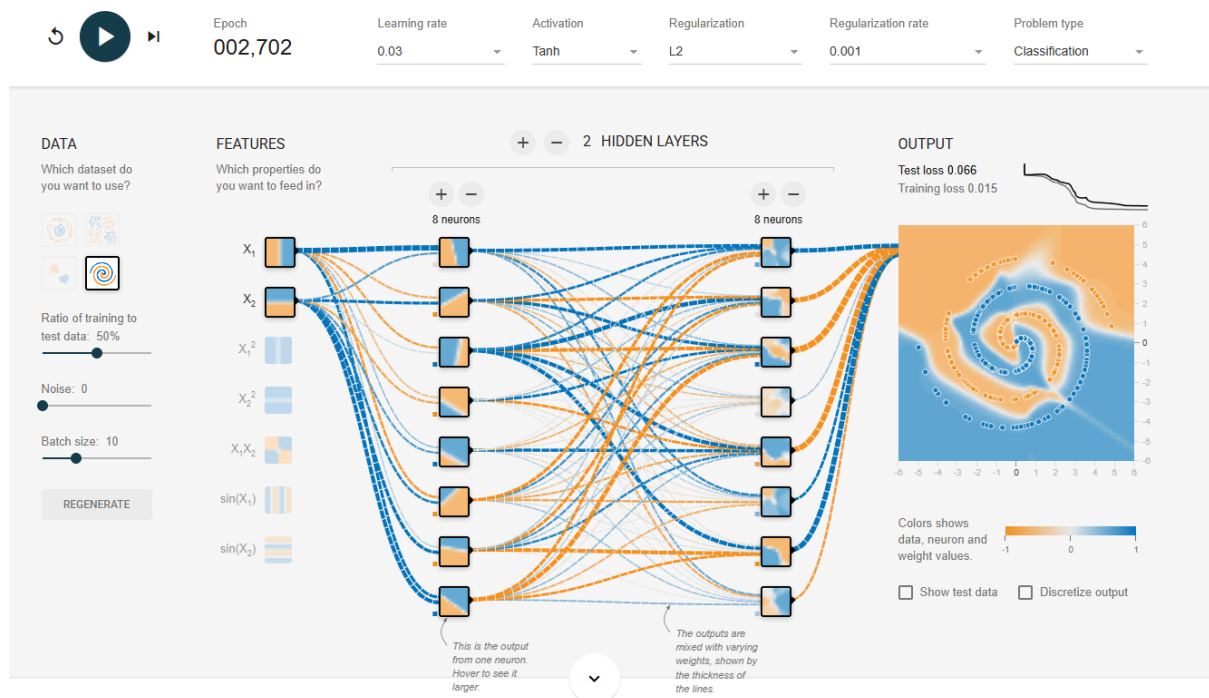 Epoch
002,702
Learning rate
0.03
Activation
Tanh
Regularization
L2
Regularization rate
0.001
Problem type
Classification
DATA
Which dataset do
you want to use?
Ratio of training to
test data: 50%
Noise: 0
Batch size: 10
REGENERATE
FEATURES
Which properties do
you want to feed in?
X₁
X₂
X₁²
X₂²
X₁X₂
sin(X₁)
sin(X₂)
+ − 2 HIDDEN LAYERS
+ −
8 neurons
+ −
8 neurons
This is the output
from one neuron.
Hover to see it
larger.
The outputs are
mixed with varying
weights, shown by
the thickness of
the lines.
OUTPUT
Test loss 0.066
Training loss 0.015
6
5
4
3
2
1
0
-1
-2
-3
-4
-5
-6
-6 -5 -4 -3 -2 -1 0 1 2 3 4 5 6
Colors shows
data, neuron and
weight values.
-1 0 1
Show test data
Discretize output